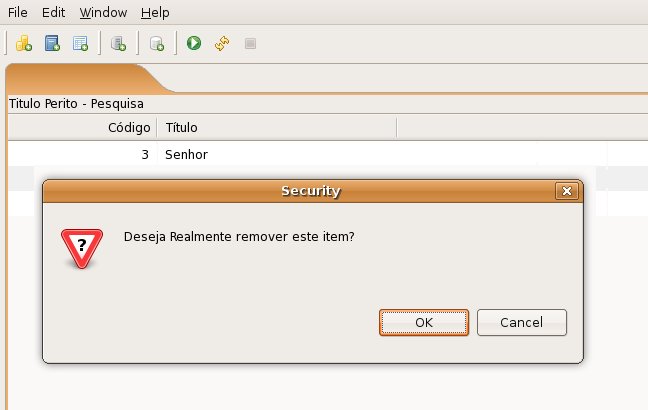 File Edit Window Help
Titulo Perito - Pesquisa
Código Título
3 Senhor
Security
?
Deseja Realmente remover este item?
OK Cancel